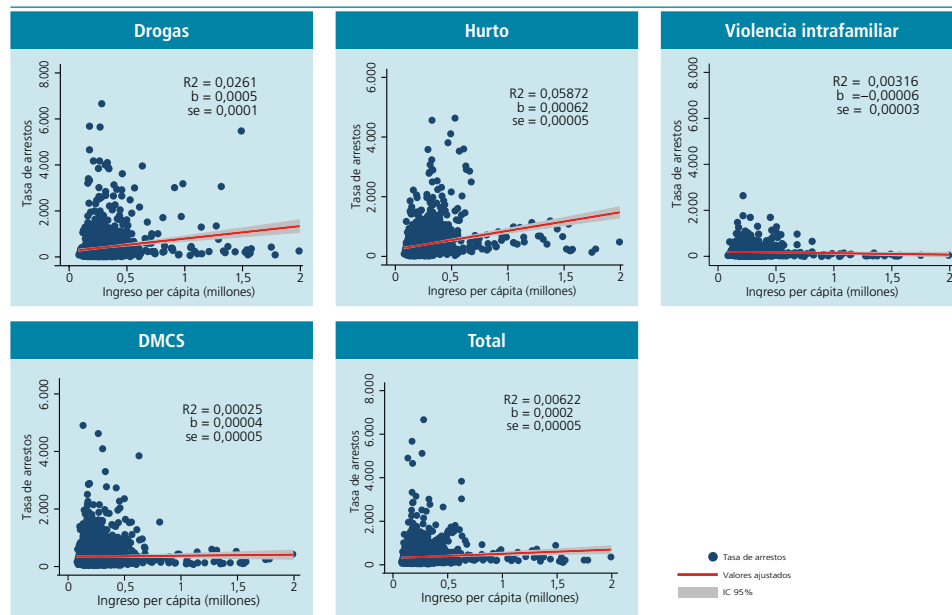 Drogas
R2 = 0,0261
b = 0,0005
se = 0,0001
Tasa de arrestos
8.000
6.000
4.000
2.000
0
0 0,5 1 1,5 2
Ingreso per cápita (millones)
Hurto
R2 = 0,05872
b = 0,00062
se = 0,00005
Tasa de arrestos
6.000
4.000
2.000
0
0 0,5 1 1,5 2
Ingreso per cápita (millones)
Violencia intrafamiliar
R2 = 0,00316
b =–0,00006
se = 0,00003
Tasa de arrestos
8.000
6.000
4.000
2.000
0
0 0,5 1 1,5 2
Ingreso per cápita (millones)
DMCS
R2 = 0,00025
b = 0,00004
se = 0,00005
Tasa de arrestos
6.000
4.000
2.000
0
0 0,5 1 1,5 2
Ingreso per cápita (millones)
Total
R2 = 0,00622
b = 0,0002
se = 0,00005
Tasa de arrestos
8.000
6.000
4.000
2.000
0
0 0,5 1 1,5 2
Ingreso per cápita (millones)
Tasa de arrestos
Valores ajustados
IC 95%